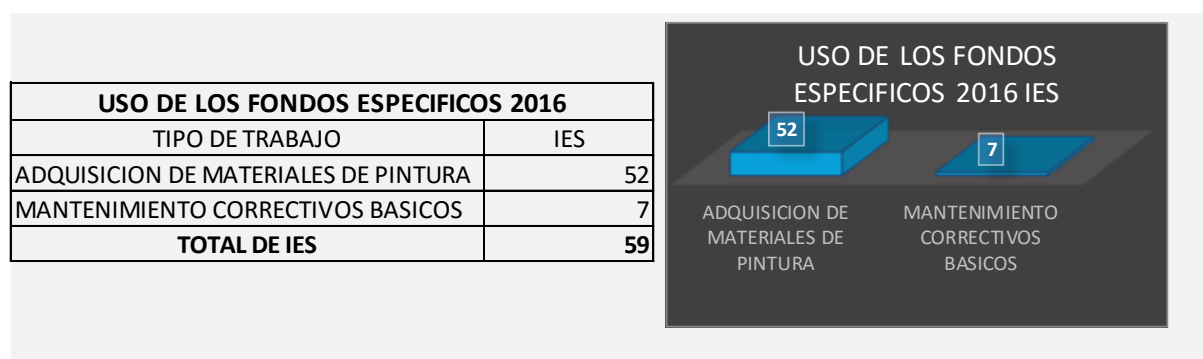 USO DE LOS FONDOS ESPECIFICOS 2016
TIPO DE TRABAJO IES
ADQUISICION DE MATERIALES DE PINTURA 52
MANTENIMIENTO CORRECTIVOS BASICOS 7
TOTAL DE IES 59
USO DE LOS FONDOS
ESPECIFICOS 2016 IES
52
7
ADQUISICION DE
MATERIALES DE
PINTURA
MANTENIMIENTO
CORRECTIVOS
BASICOS